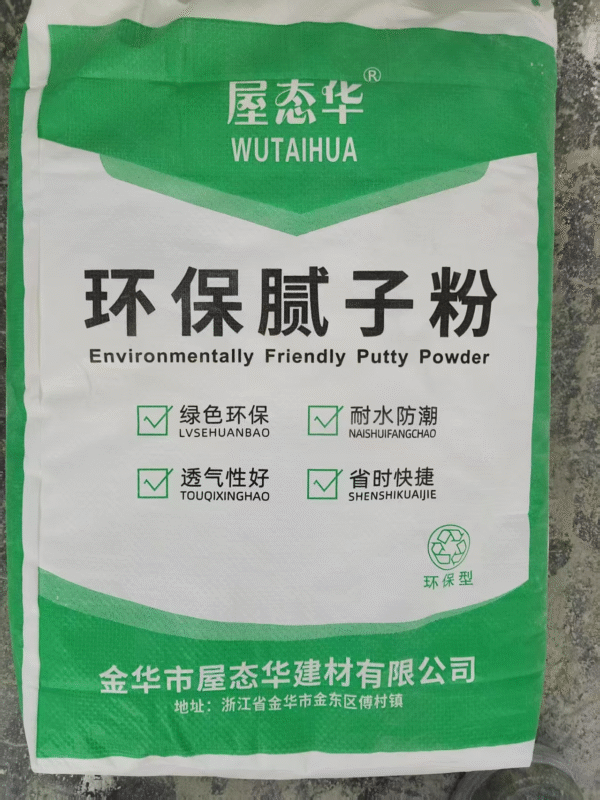 屋态华®
WUTAIHUA
环保腻子粉
Environmentally Friendly Putty Powder
绿色环保
LVSEHUANBAO
耐水防潮
NAISHUIFANGCHAO
透气性好
TOUQIXINGHAO
省时快捷
SHENSHIKUAIJIE
环保型
金华市屋态华建材有限公司
地址：浙江省金华市金东区傅村镇